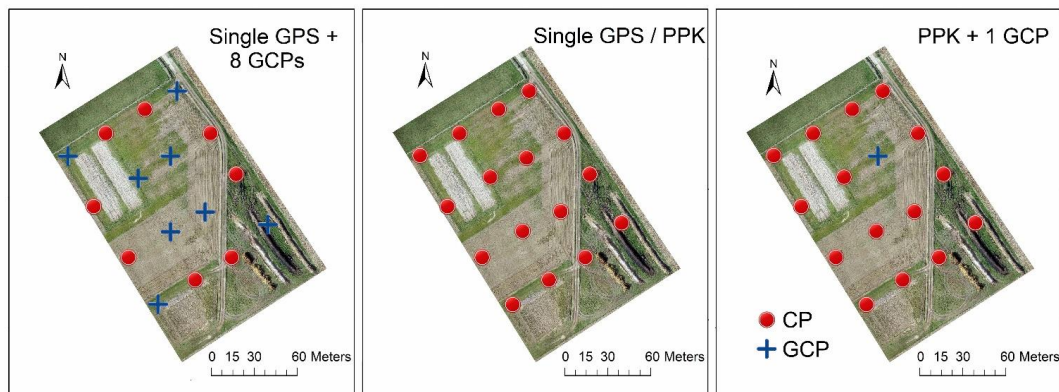 Single GPS +
8 GCPs
N
0 15 30 60 Meters
Single GPS / PPK
N
0 15 30 60 Meters
PPK + 1 GCP
N
CP
GCP
0 15 30 60 Meters